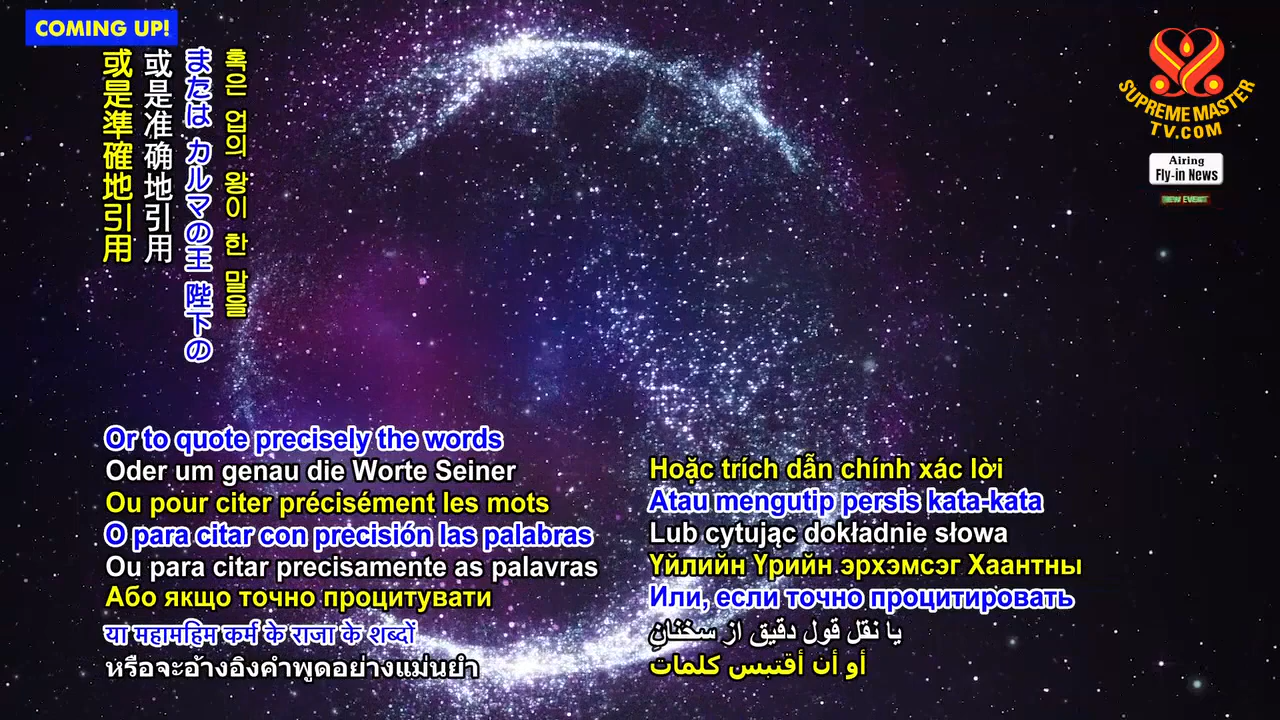 COMING UP!
或是準確地引用
或是准确地引用
または カルマの王 陛下の
혹은 업의 왕이 한 말을
SUPREME MASTER
TV.COM
Airing
Fly-in News
NEW EVENT
Or to quote precisely the words
Oder um genau die Worte Seiner
Ou pour citer précisément les mots
O para citar con precisión las palabras
Ou para citar precisamente as palavras
Або якщо точно процитувати
या महामहिम कर्म के राजा के शब्दों
หรือจะอ้างอิงคำพูดอย่างแม่นยำ
Hoặc trích dẫn chính xác lời
Atau mengutip persis kata-kata
Lub cytując dokładnie słowa
Үйлийн Үрийн эрхэмсэг Хаантны
Или, если точно процитировать
یا نقل قول دقیق از سخنانِ
أو أن أقتبس كلمات